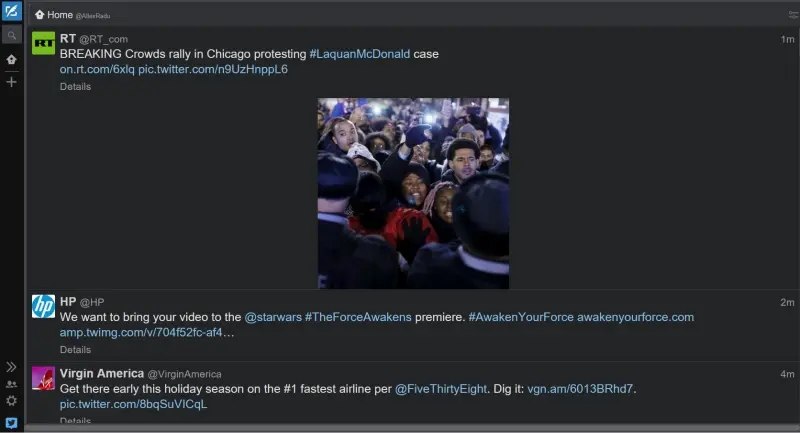 Home @AllexRado
RT RT @RT_com 1m
BREAKING Crowds rally in Chicago protesting #LaquanMcDonald case
on.rt.com/6xlq pic.twitter.com/n9UzHnppL6
Details
hp HP @HP 2m
We want to bring your video to the @starwars #TheForceAwakens premiere. #AwakenYourForce awakenyourforce.com
amp.twimg.com/v/704f52fc-af4…
Details
Virgin America @VirginAmerica 4m
Get there early this holiday season on the #1 fastest airline per @FiveThirtyEight. Dig it: vgn.am/6013BRhd7.
pic.twitter.com/8bqSuVICqL
Details